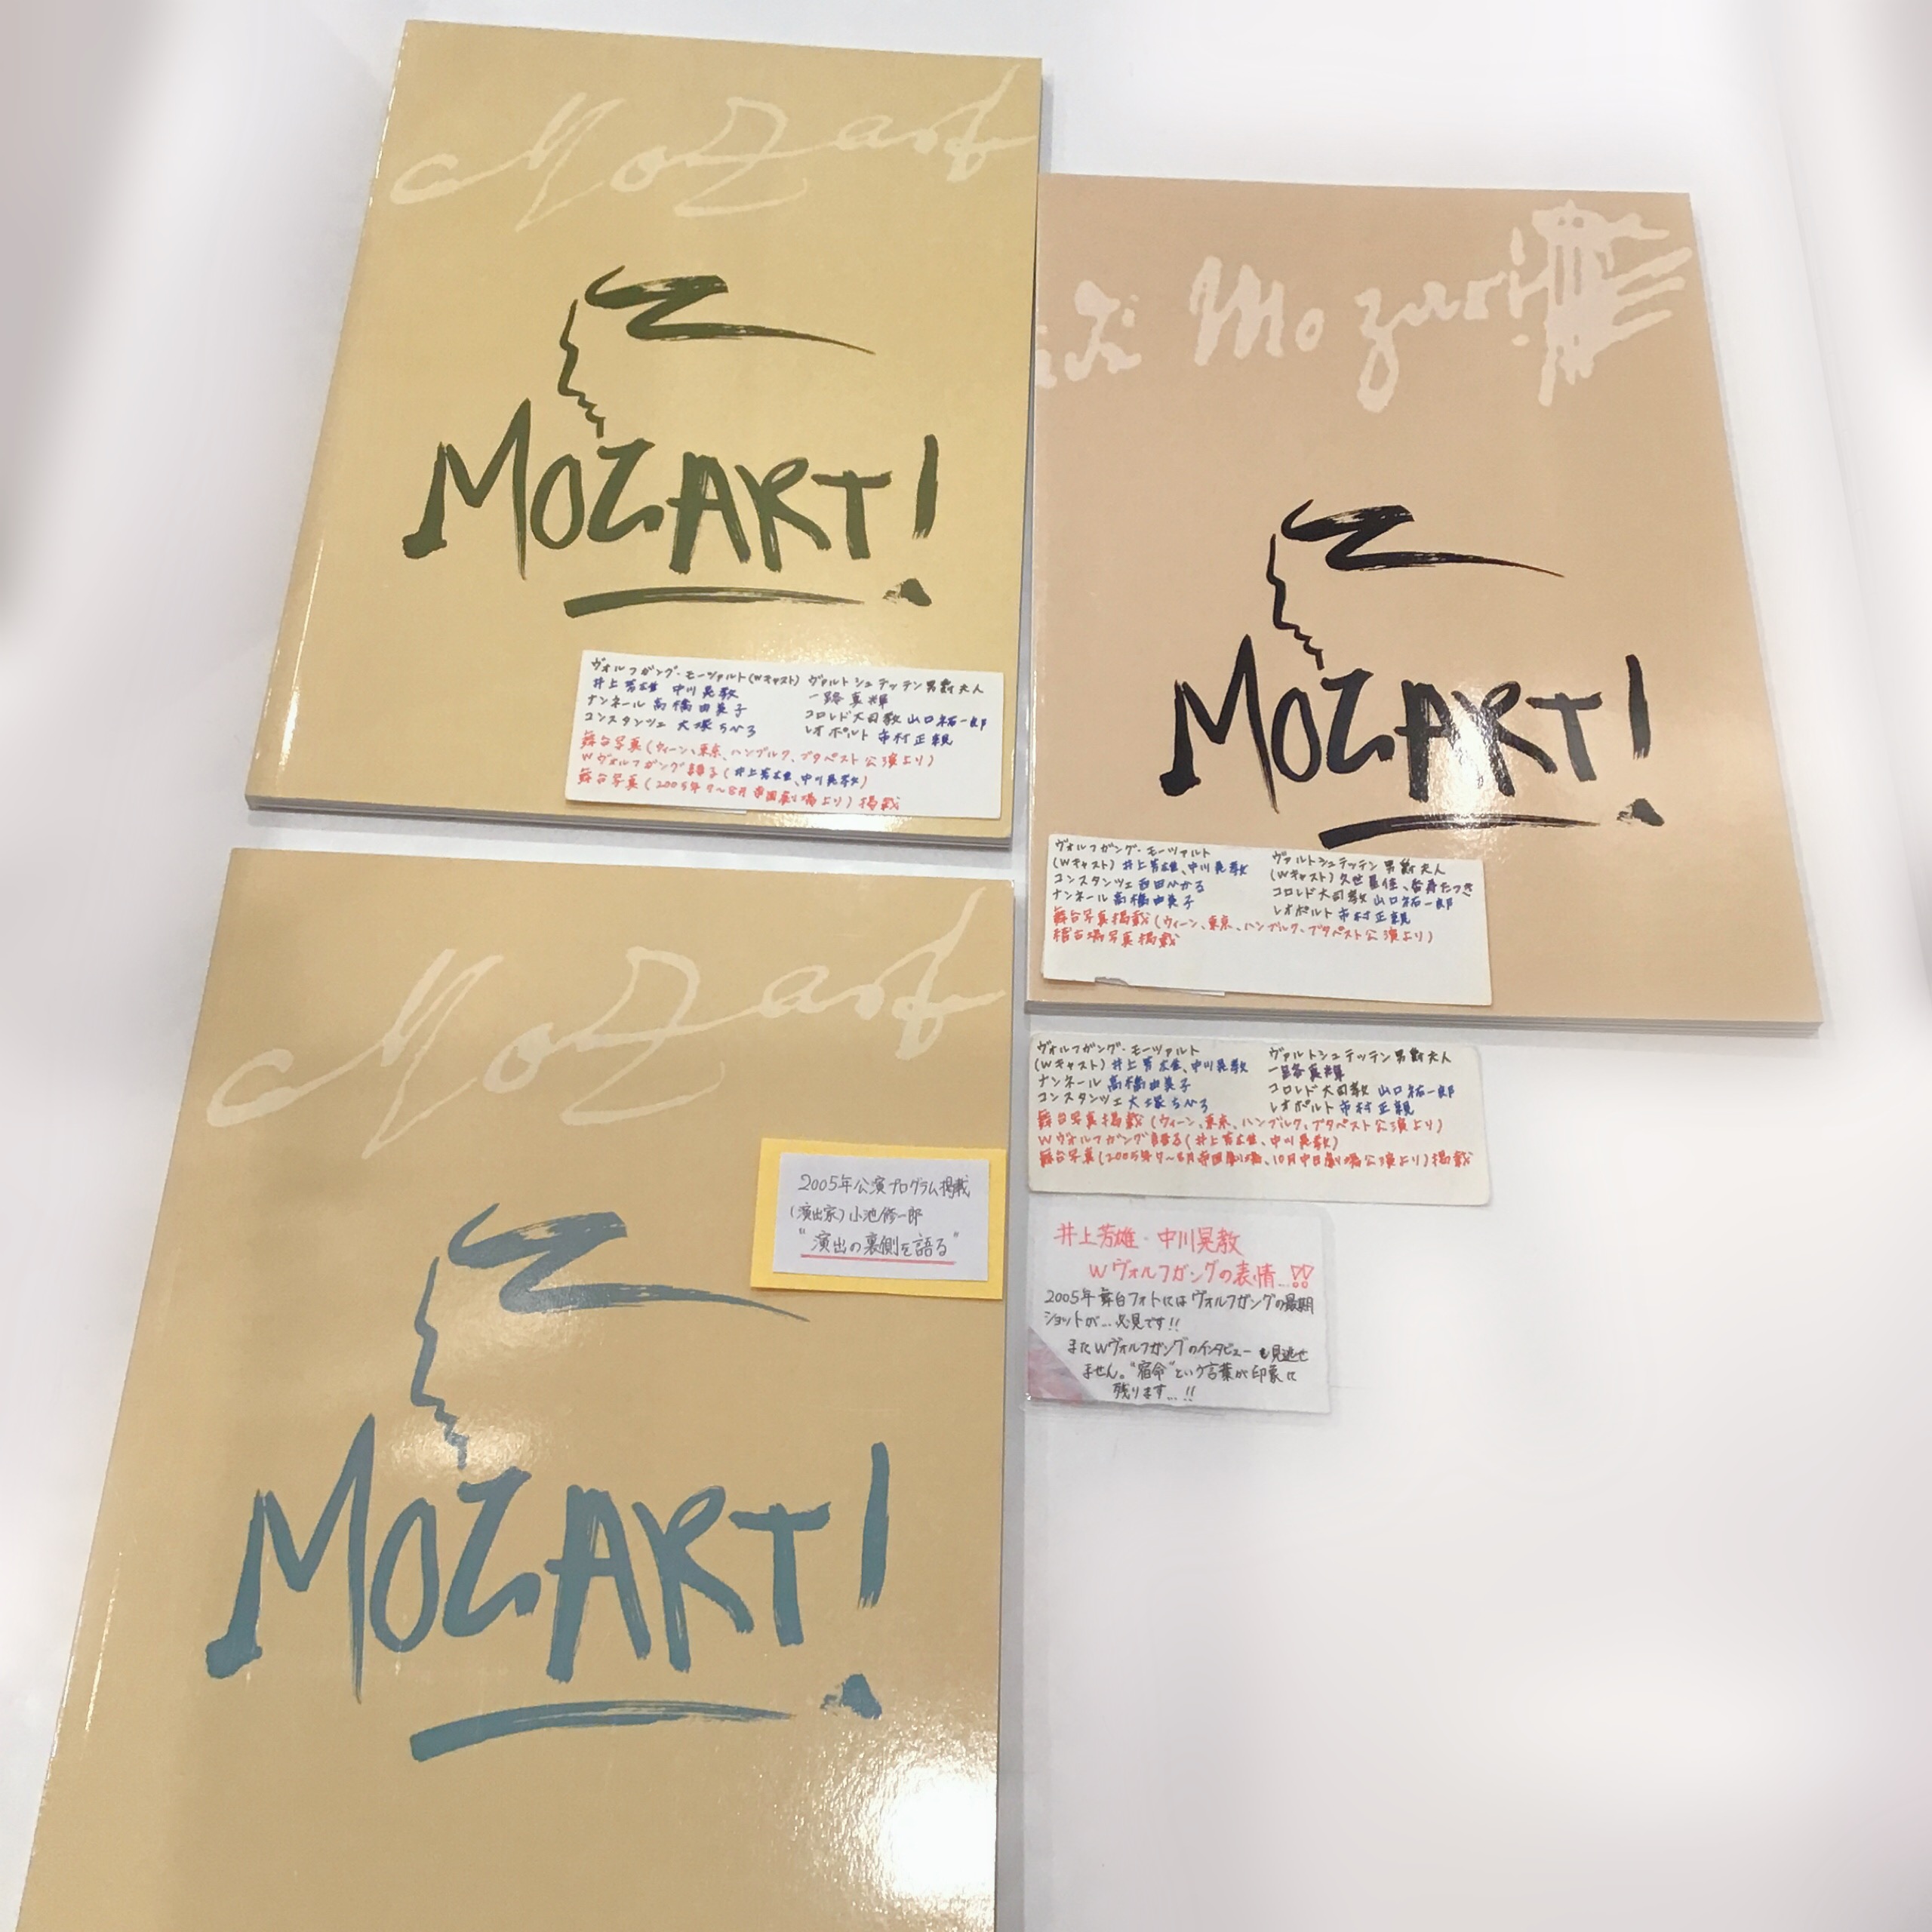 Mozart
MOZART!
ヴォルフガング・モーツァルト(Wキャスト)
井上芳雄 中川晃教
ナンネール 高橋由美子
コンスタンツェ 大塚ちひろ
ヴァルトシュテッテン男爵夫人
一路真輝
コロレド大司教 山口祐一郎
レオポルト 市村正親
舞台写真(ウィーン、東京、ハンブルク、ブタペスト公演より)
Wヴォルフガング語る(井上芳雄、中川晃教)
舞台写真(2005年7〜8月帝国劇場より)掲載
Mozart
MOZART!
ヴォルフガング・モーツァルト
(Wキャスト)井上芳雄、中川晃教
コンスタンツェ 西田ひかる
ナンネール 高橋由美子
ヴァルトシュテッテン男爵夫人
(Wキャスト)久世星佳、香寿たつき
コロレド大司教 山口祐一郎
レオポルト 市村正親
舞台写真掲載(ウィーン、東京、ハンブルク、ブタペスト公演より)
稽古場写真掲載
Mozart
2005年公演プログラム掲載
(演出家)小池修一郎
"演出の裏側を語る"
MOZART!
ヴォルフガング・モーツァルト
(Wキャスト)井上芳雄、中川晃教
ナンネール 高橋由美子
コンスタンツェ 大塚ちひろ
ヴァルトシュテッテン男爵夫人
一路真輝
コロレド大司教 山口祐一郎
レオポルト 市村正親
舞台写真掲載(ウィーン、東京、ハンブルク、ブタペスト公演より)
Wヴォルフガング語る(井上芳雄、中川晃教)
舞台写真(2005年7〜8月帝国劇場、10月中日劇場公演より)掲載
井上芳雄・中川晃教
Wヴォルフガングの表情…!!
2005年舞台フォトにはヴォルフガングの最期
ショットが…必見です!!
またWヴォルフガングのインタビューも見逃せ
ません。"宿命"という言葉が印象に
残ります…!!